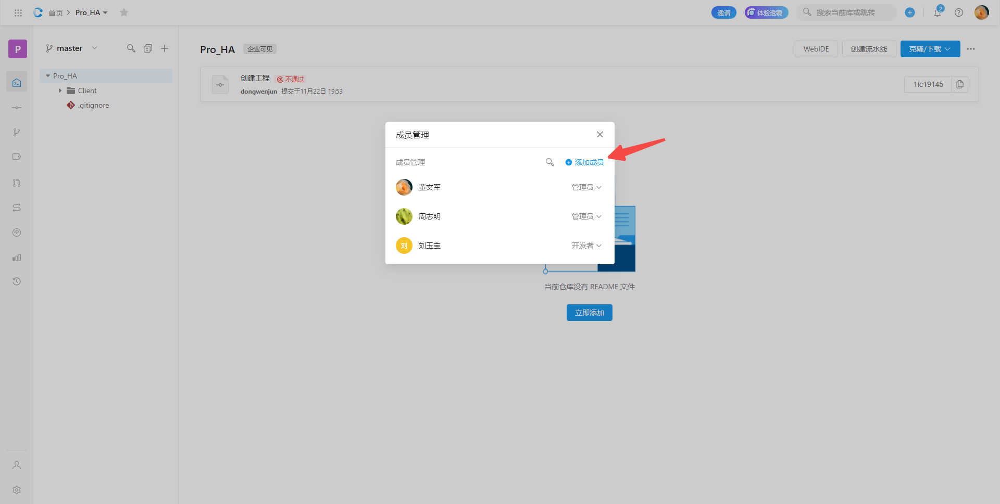 首页 > Pro_HA
邀请
体验透镜
搜索当前库或跳转
2
P
master
Pro_HA
Client
.gitignore
Pro_HA 企业可见
WebIDE
创建流水线
克隆/下载
创建工程 不通过
dongwenjun 提交于11月22日 19:53
1fc19145
成员管理
成员管理
添加成员
董文军 管理员
周志明 管理员
刘 刘玉宝 开发者
当前仓库没有 README 文件
立即添加